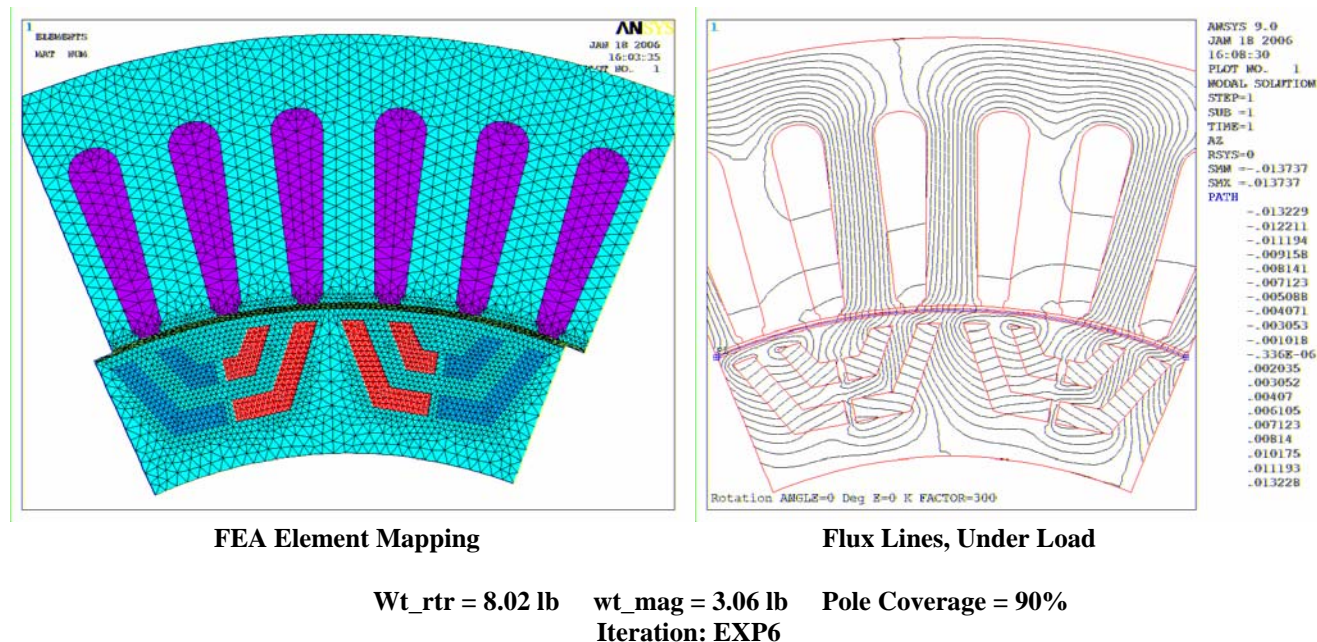 1
ELEMENTS
MAT NUM
ANSYS
JAN 18 2006
16:03:35
PLOT NO. 1
1
ANSYS 9.0
JAN 18 2006
16:08:30
PLOT NO. 1
NODAL SOLUTION
STEP=1
SUB =1
TIME=1
AZ
RSYS=0
SMN =-.013737
SMX =.013737
PATH
-.013229
-.012211
-.011194
-.009158
-.008141
-.007123
-.005088
-.004071
-.003053
-.001018
-.336E-06
.002035
.003052
.00407
.006105
.007123
.00814
.010175
.011193
.013228
Rotation ANGLE=0 Deg E=0 K FACTOR=300
FEA Element Mapping
Flux Lines, Under Load
Wt_rtr = 8.02 lb wt_mag = 3.06 lb Pole Coverage = 90%
Iteration: EXP6